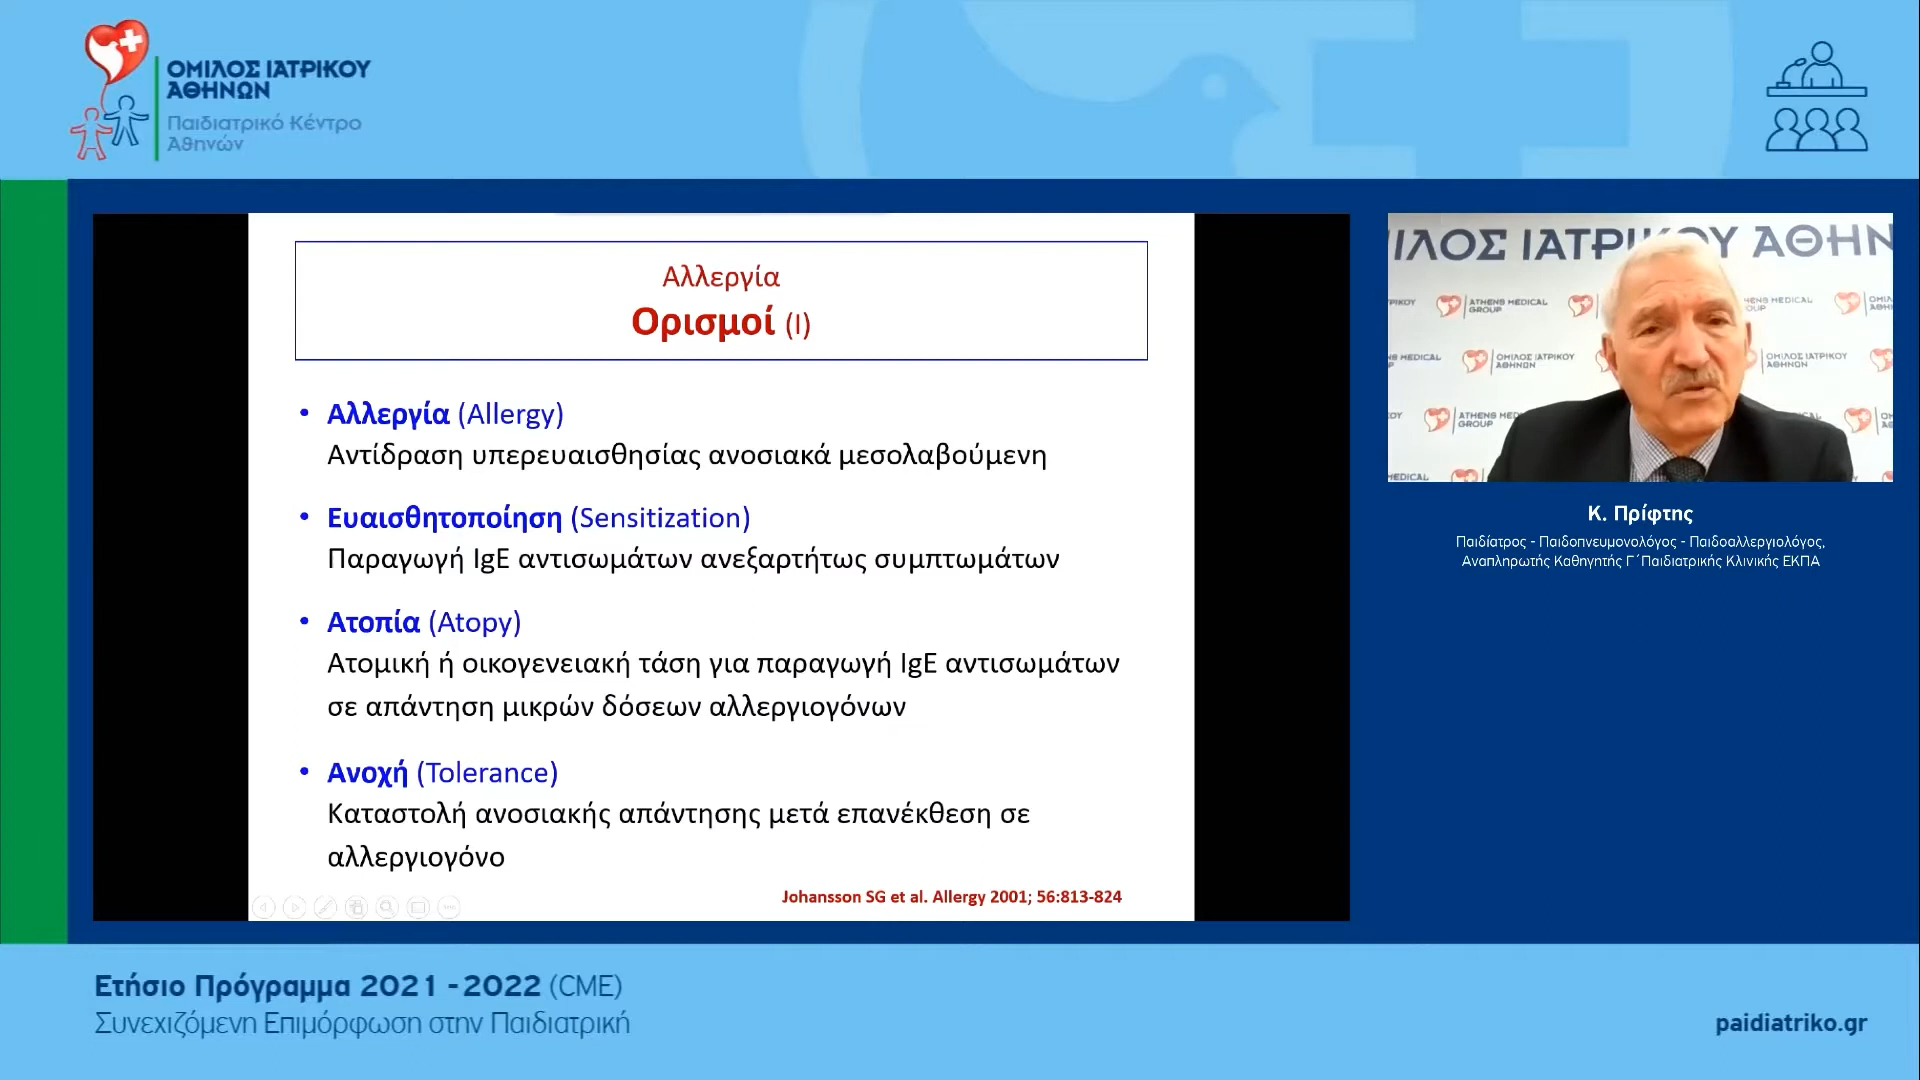 ΟΜΙΛΟΣ ΙΑΤΡΙΚΟΥ
ΑΘΗΝΩΝ
Παιδιατρικό Κέντρο
Αθηνών
Αλλεργία
Ορισμοί (Ι)
• Αλλεργία (Allergy)
Αντίδραση υπερευαισθησίας ανοσιακά μεσολαβούμενη
• Ευαισθητοποίηση (Sensitization)
Παραγωγή IgE αντισωμάτων ανεξαρτήτως συμπτωμάτων
• Ατοπία (Atopy)
Ατομική ή οικογενειακή τάση για παραγωγή IgE αντισωμάτων
σε απάντηση μικρών δόσεων αλλεργιογόνων
• Ανοχή (Tolerance)
Καταστολή ανοσιακής απάντησης μετά επανέκθεση σε
αλλεργιογόνο
Johansson SG et al. Allergy 2001; 56:813-824
ΙΛΟΣ ΙΑΤΡΙΚΟΥ ΑΘΗΝ
ATHENS MEDICAL
GROUP
ΟΜΙΛΟΣ ΙΑΤΡΙΚΟΥ
ΑΘΗΝΩΝ
ΟΜΙΛΟΣ ΙΑΤΡΙΚΟΥ
ΑΘΗΝΩΝ
Κ. Πρίφτης
Παιδίατρος - Παιδοπνευμονολόγος - Παιδοαλλεργιολόγος,
Αναπληρωτής Καθηγητής Γ΄Παιδιατρικής Κλινικής ΕΚΠΑ
Ετήσιο Πρόγραμμα 2021 - 2022 (CME)
Συνεχιζόμενη Επιμόρφωση στην Παιδιατρική
paidiatriko.gr